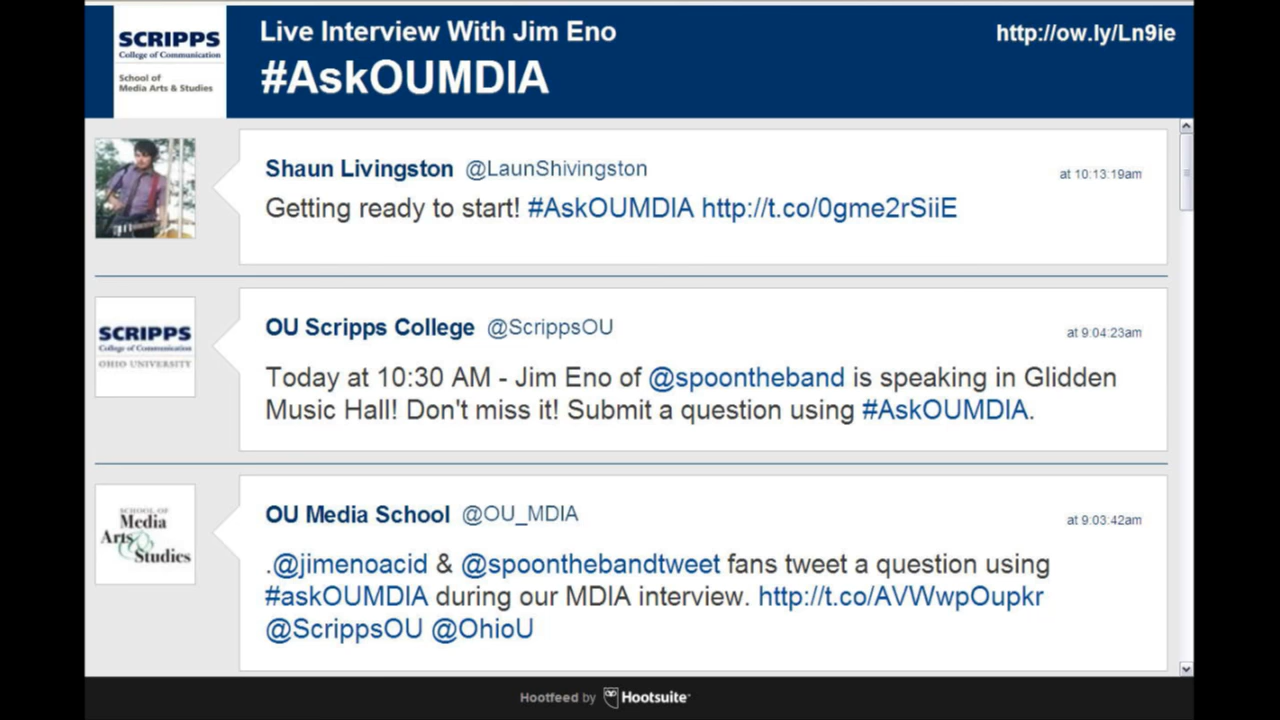 SCRIPPS
College of Communication
School of
Media Arts & Studies
Live Interview With Jim Eno
#AskOUMDIA
http://ow.ly/Ln9ie
Shaun Livingston @LaunShivingston
at 10:13:19am
Getting ready to start! #AskOUMDIA http://t.co/0gme2rSiiE
SCRIPPS
College of Communication
OHIO UNIVERSITY
OU Scripps College @ScrippsOU
at 9:04:23am
Today at 10:30 AM - Jim Eno of @spoontheband is speaking in Glidden
Music Hall! Don't miss it! Submit a question using #AskOUMDIA.
SCHOOL OF
Media
Arts &
Studies
OU Media School @OU_MDIA
at 9:03:42am
.@jimenoacid & @spoonthebandtweet fans tweet a question using
#askOUMDIA during our MDIA interview. http://t.co/AVWwpOupkr
@ScrippsOU @OhioU
Hootfeed by Hootsuite